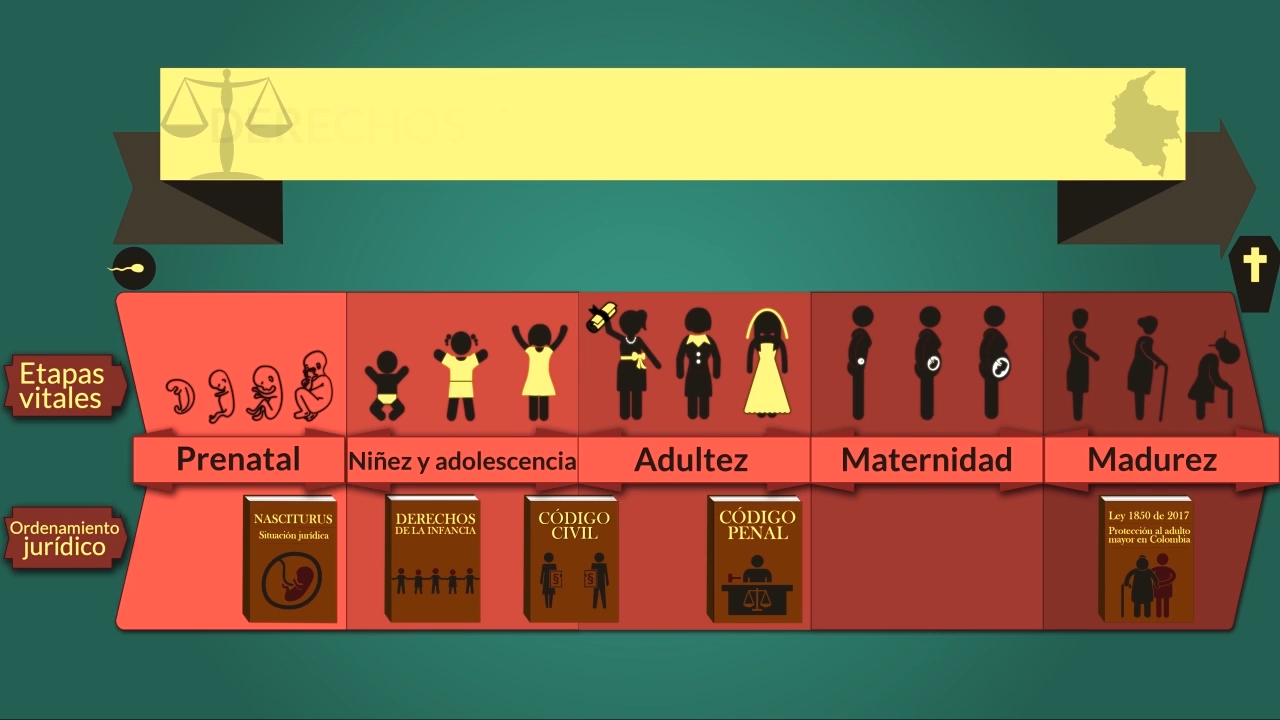 DERECHOS
Etapas
vitales
Prenatal
Niñez y adolescencia
Adultez
Maternidad
Madurez
Ordenamiento
jurídico
NASCITURUS
Situación jurídica
DERECHOS
DE LA INFANCIA
CÓDIGO
CIVIL
§
§
CÓDIGO
PENAL
Ley 1850 de 2017
Protección al adulto
mayor en Colombia